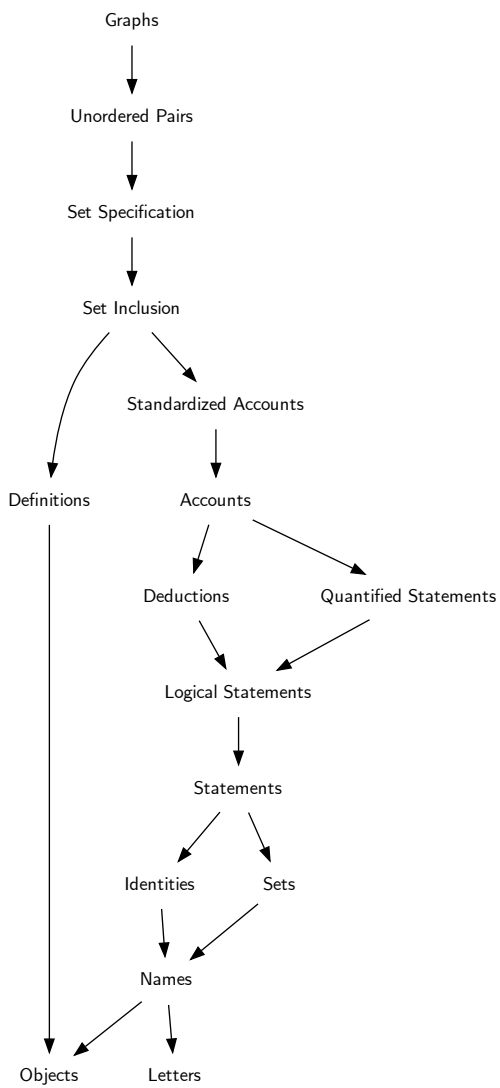 Graphs
Unordered Pairs
Set Specification
Set Inclusion
Standardized Accounts
Definitions
Accounts
Deductions
Quantified Statements
Logical Statements
Statements
Identities
Sets
Names
Objects
Letters